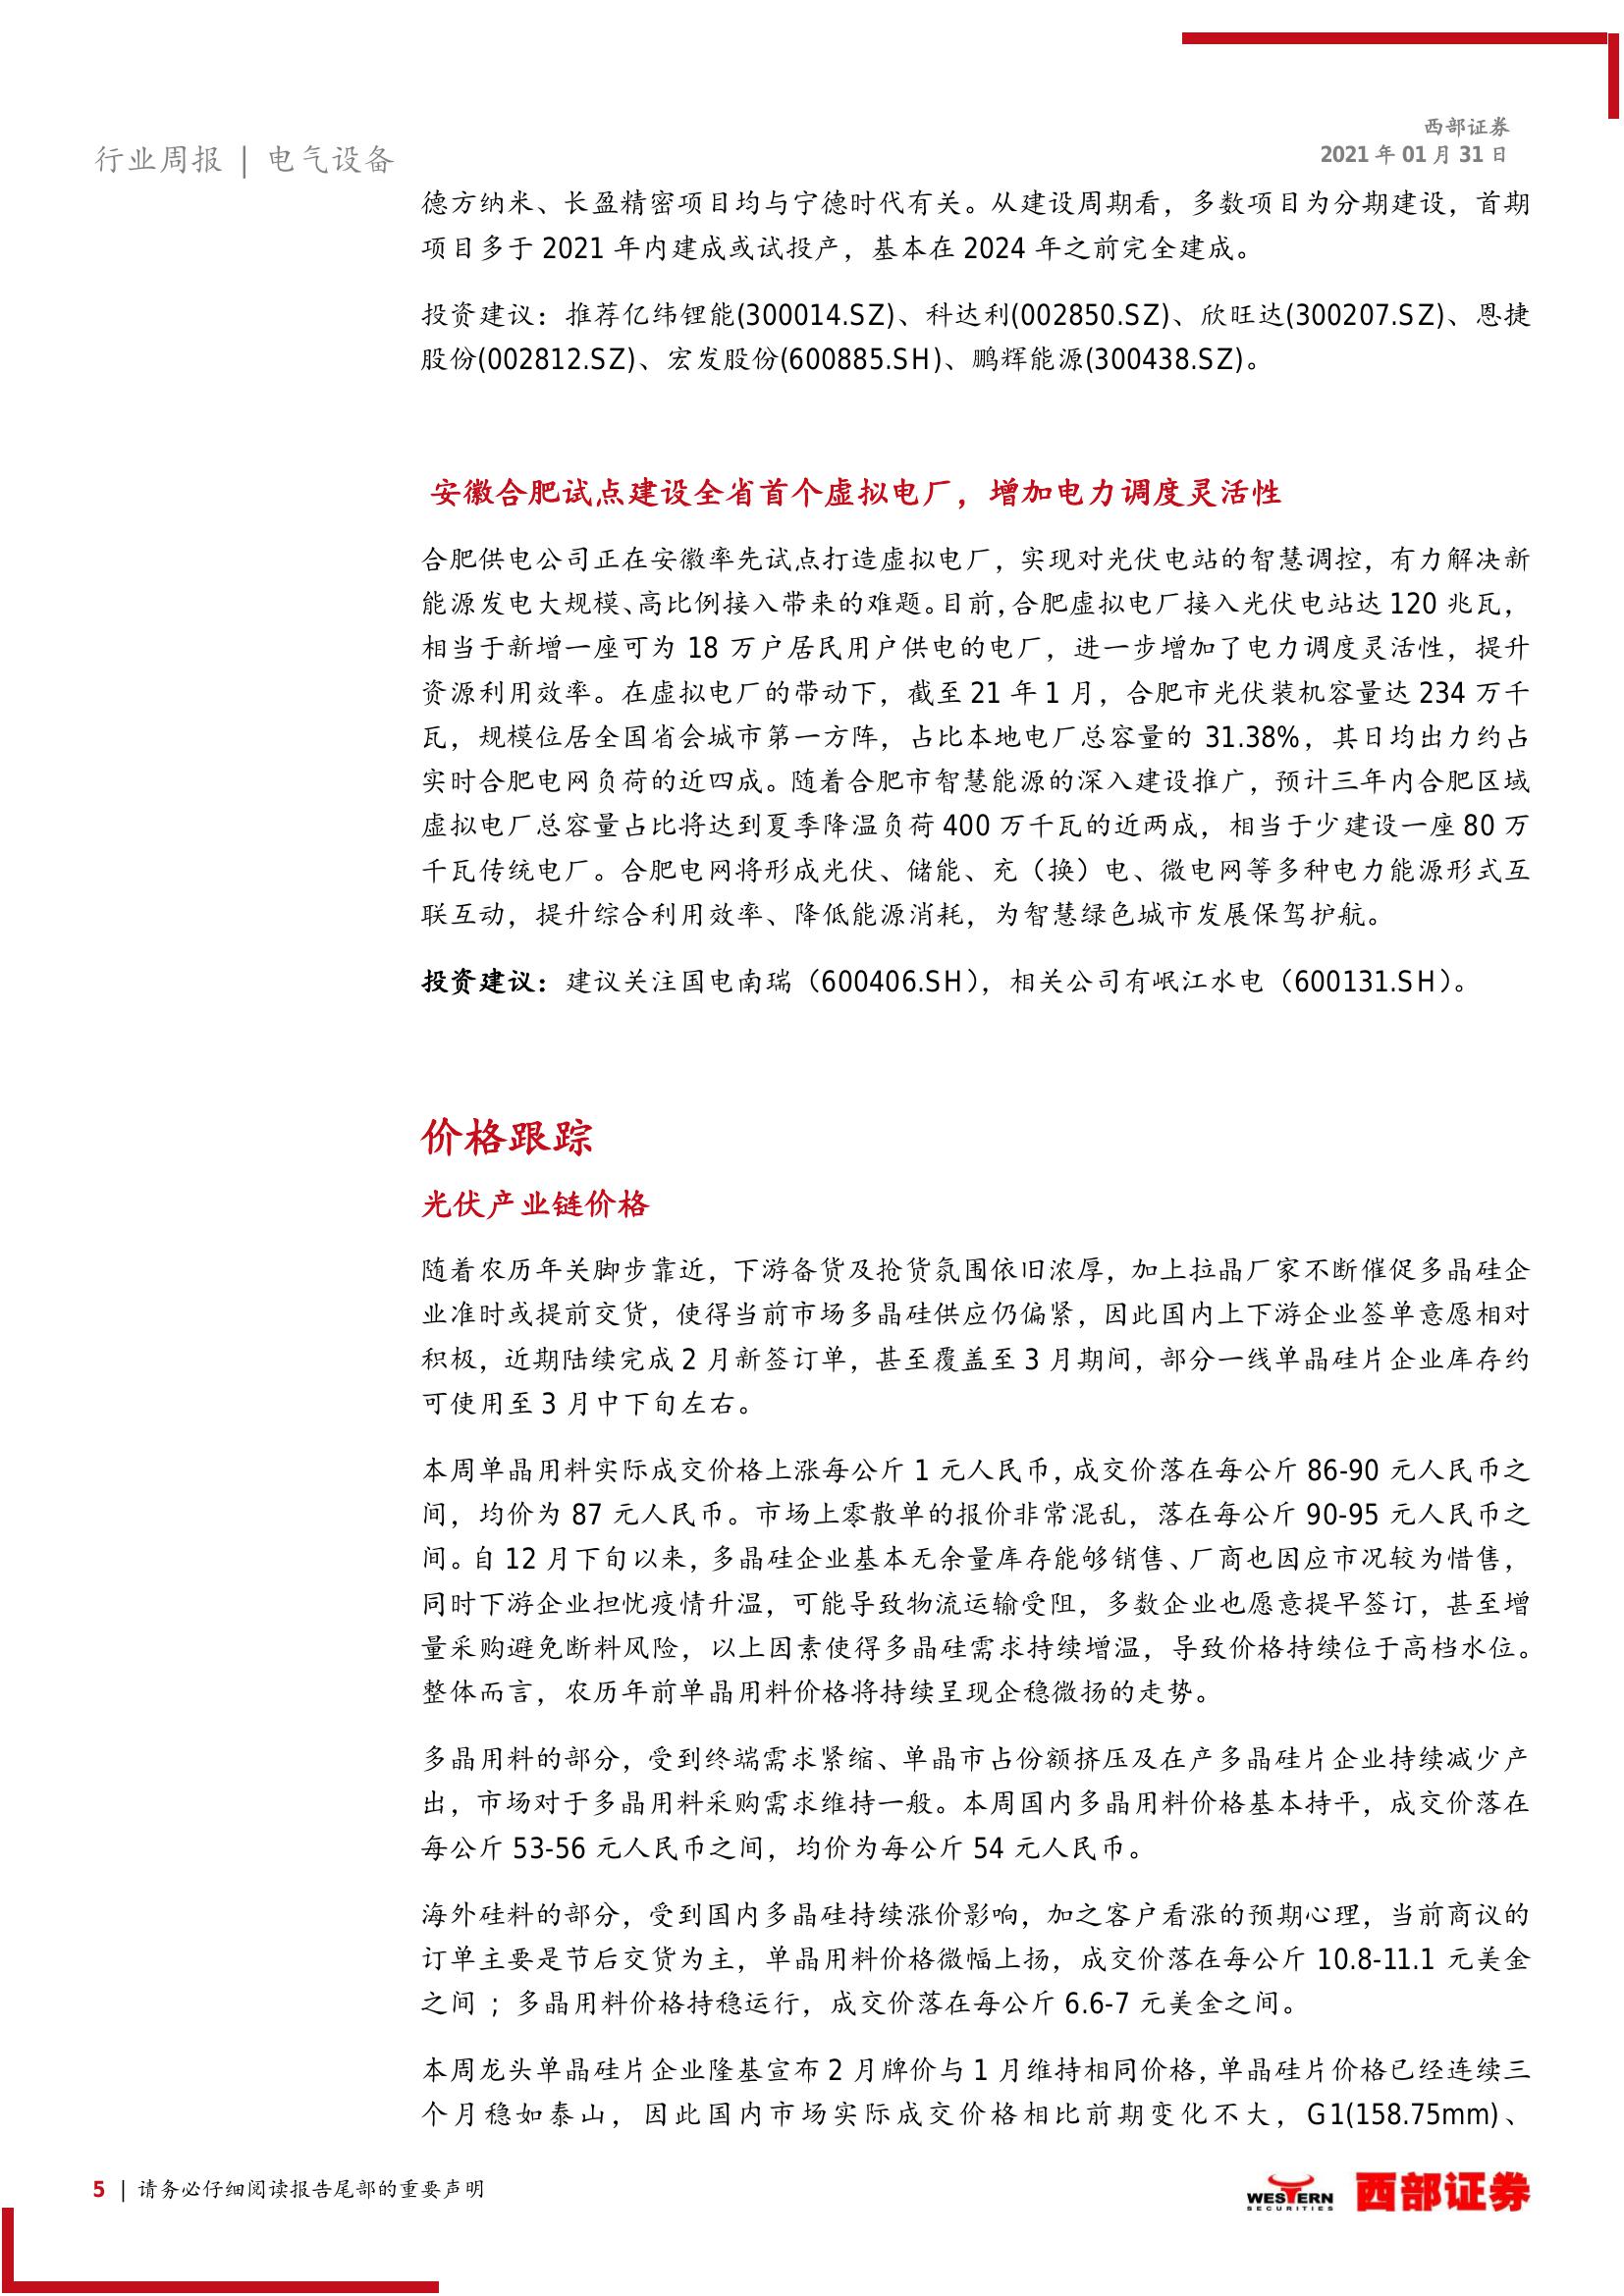 西部证券
2021 年 01 月 31 日
行业周报 | 电气设备
德方纳米、长盈精密项目均与宁德时代有关。从建设周期看，多数项目为分期建设，首期
项目多于 2021 年内建成或试投产，基本在 2024 年之前完全建成。
投资建议：推荐亿纬锂能(300014.SZ)、科达利(002850.SZ)、欣旺达(300207.SZ)、恩捷
股份(002812.SZ)、宏发股份(600885.SH)、鹏辉能源(300438.SZ)。
安徽合肥试点建设全省首个虚拟电厂，增加电力调度灵活性
合肥供电公司正在安徽率先试点打造虚拟电厂，实现对光伏电站的智慧调控，有力解决新
能源发电大规模、高比例接入带来的难题。目前，合肥虚拟电厂接入光伏电站达 120 兆瓦，
相当于新增一座可为 18 万户居民用户供电的电厂，进一步增加了电力调度灵活性，提升
资源利用效率。在虚拟电厂的带动下，截至 21 年 1 月，合肥市光伏装机容量达 234 万千
瓦，规模位居全国省会城市第一方阵，占比本地电厂总容量的 31.38%，其日均出力约占
实时合肥电网负荷的近四成。随着合肥市智慧能源的深入建设推广，预计三年内合肥区域
虚拟电厂总容量占比将达到夏季降温负荷 400 万千瓦的近两成，相当于少建设一座 80 万
千瓦传统电厂。合肥电网将形成光伏、储能、充（换）电、微电网等多种电力能源形式互
联互动，提升综合利用效率、降低能源消耗，为智慧绿色城市发展保驾护航。
投资建议：建议关注国电南瑞（600406.SH），相关公司有岷江水电（600131.SH）。
价格跟踪
光伏产业链价格
随着农历年关脚步靠近，下游备货及抢货氛围依旧浓厚，加上拉晶厂家不断催促多晶硅企
业准时或提前交货，使得当前市场多晶硅供应仍偏紧，因此国内上下游企业签单意愿相对
积极，近期陆续完成 2 月新签订单，甚至覆盖至 3 月期间，部分一线单晶硅片企业库存约
可使用至 3 月中下旬左右。
本周单晶用料实际成交价格上涨每公斤 1 元人民币，成交价落在每公斤 86-90 元人民币之
间，均价为 87 元人民币。市场上零散单的报价非常混乱，落在每公斤 90-95 元人民币之
间。自 12 月下旬以来，多晶硅企业基本无余量库存能够销售、厂商也因应市况较为惜售，
同时下游企业担忧疫情升温，可能导致物流运输受阻，多数企业也愿意提早签订，甚至增
量采购避免断料风险，以上因素使得多晶硅需求持续增温，导致价格持续位于高档水位。
整体而言，农历年前单晶用料价格将持续呈现企稳微扬的走势。
多晶用料的部分，受到终端需求紧缩、单晶市占份额挤压及在产多晶硅片企业持续减少产
出，市场对于多晶用料采购需求维持一般。本周国内多晶用料价格基本持平，成交价落在
每公斤 53-56 元人民币之间，均价为每公斤 54 元人民币。
海外硅料的部分，受到国内多晶硅持续涨价影响，加之客户看涨的预期心理，当前商议的
订单主要是节后交货为主，单晶用料价格微幅上扬，成交价落在每公斤 10.8-11.1 元美金
之间 ；多晶用料价格持稳运行，成交价落在每公斤 6.6-7 元美金之间。
本周龙头单晶硅片企业隆基宣布 2 月牌价与 1 月维持相同价格，单晶硅片价格已经连续三
个月稳如泰山，因此国内市场实际成交价格相比前期变化不大，G1(158.75mm)、
5 | 请务必仔细阅读报告尾部的重要声明
WESTERN
SECURITIES
西部证券